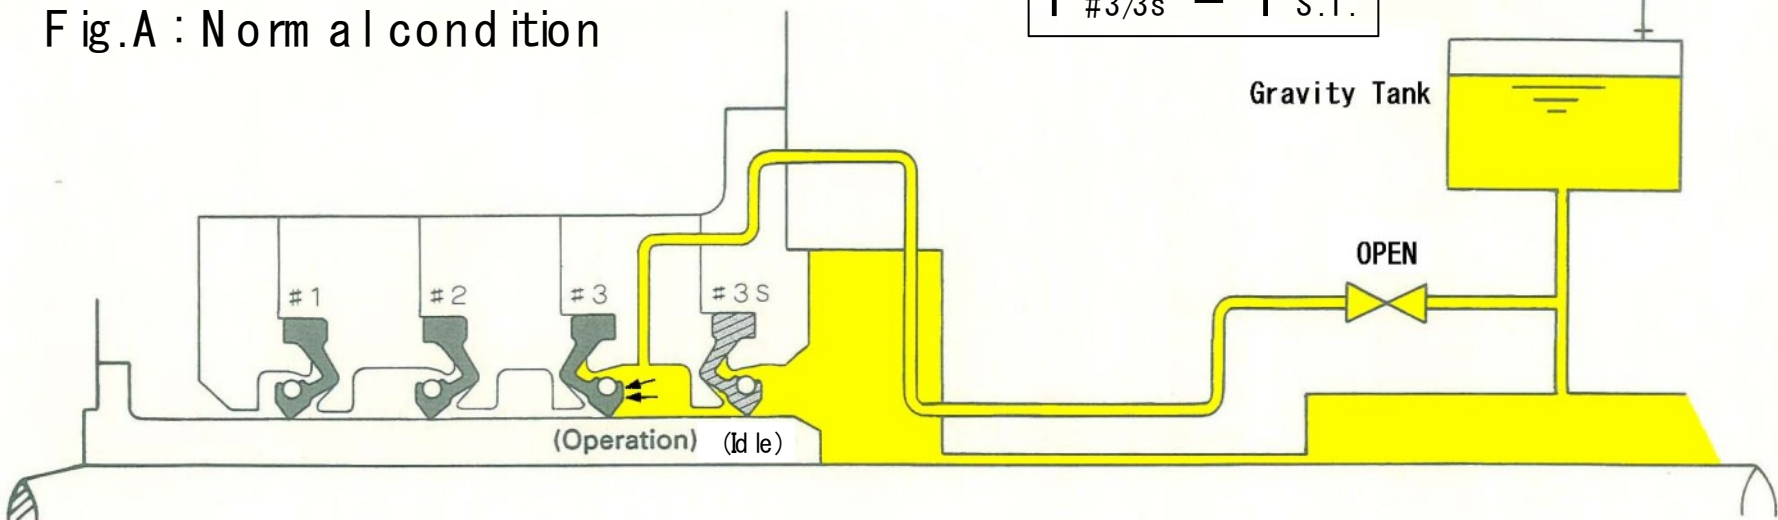 Fig.A : Normal condition
P #3/3s = P S.T.
Gravity Tank
OPEN
#1
#2
#3
#3S
(Operation)
(Idle)